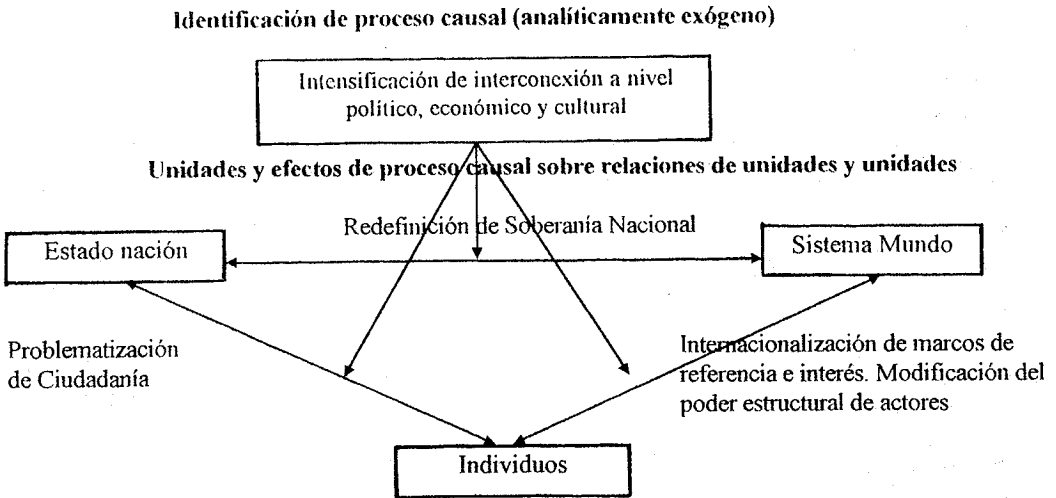 Identificación de proceso causal (analíticamente exógeno)
Intensificación de interconexión a nivel
político, económico y cultural
Unidades y efectos de proceso causal sobre relaciones de unidades y unidades
Redefinición de Soberanía Nacional
Estado nación
Sistema Mundo
Problematización
de Ciudadanía
Internacionalización de marcos de
referencia e interés. Modificación del
poder estructural de actores
Individuos